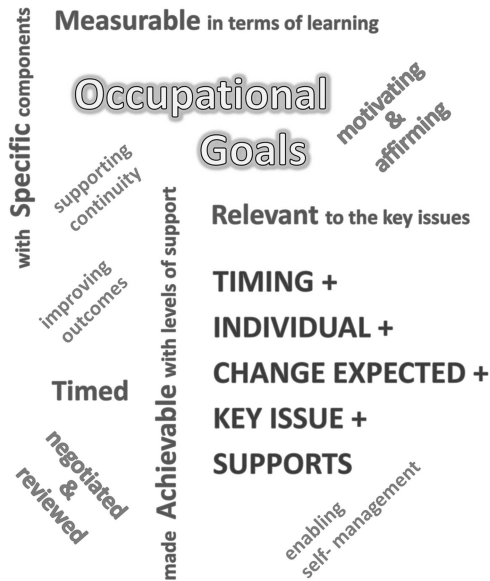 Measurable in terms of learning
with Specific components
Occupational
Goals
motivating
&
affirming
supporting
continuity
made Achievable with levels of support
Relevant to the key issues
improving
outcomes
TIMING +
INDIVIDUAL +
CHANGE EXPECTED +
KEY ISSUE +
SUPPORTS
Timed
negotiated
&
reviewed
enabling
self- management